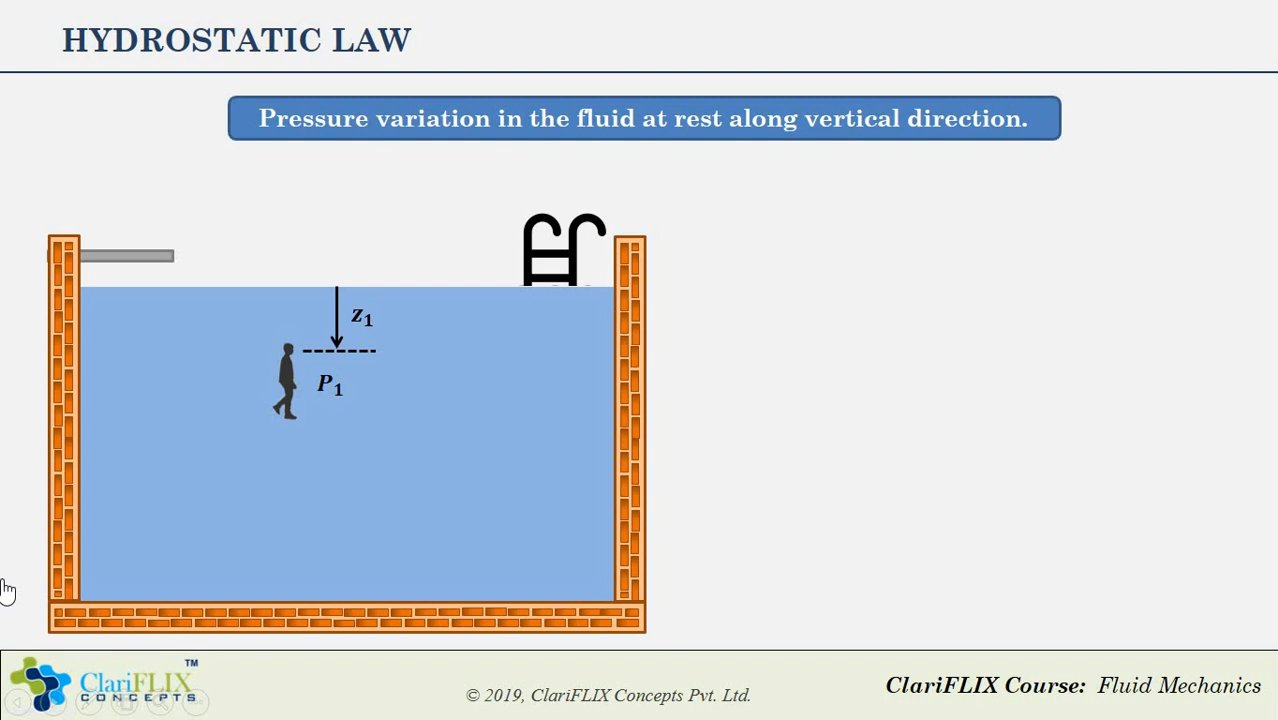 HYDROSTATIC LAW
Pressure variation in the fluid at rest along vertical direction.
z₁
P₁
ClariFLIX™
CONCEPTS
© 2019, ClariFLIX Concepts Pvt. Ltd.
ClariFLIX Course: Fluid Mechanics